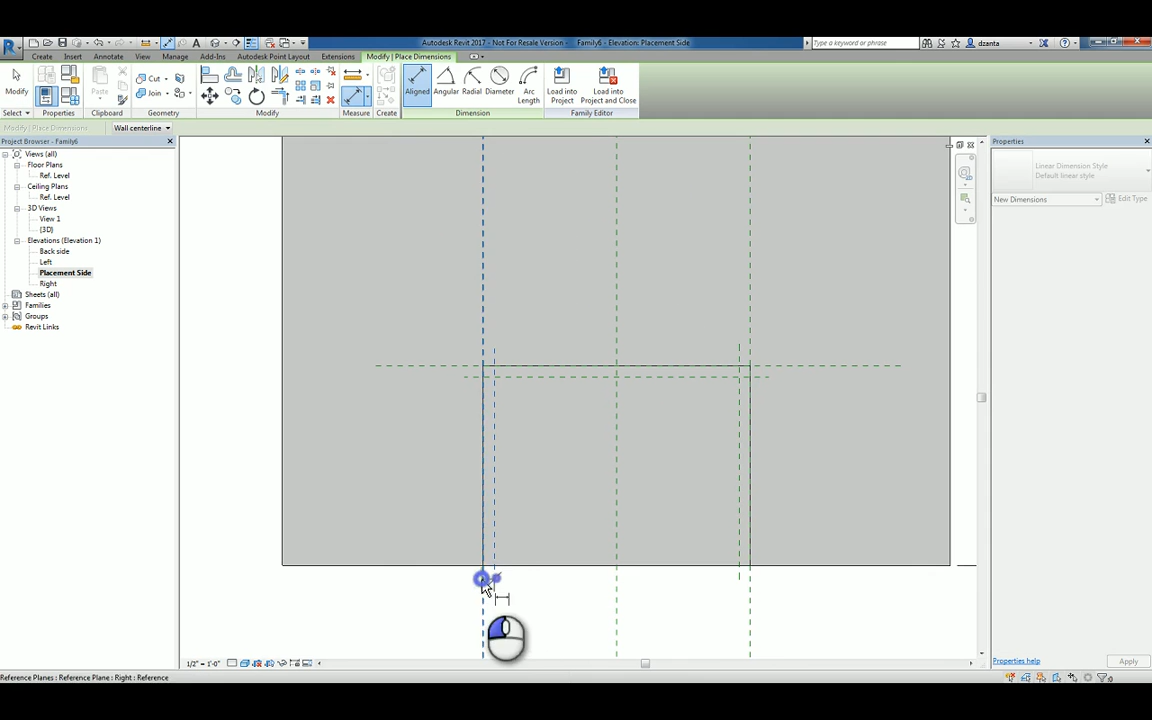 Autodesk Revit 2017 - Not For Resale Version - Family6 - Elevation: Placement Side
Type a keyword or phrase
dzanta
Create Insert Annotate View Manage Add-Ins Autodesk Point Layout Extensions Modify | Place Dimensions
Modify
Paste
Cut
Join
Aligned Angular Radial Diameter Arc Length
Load into Project
Load into Project and Close
Select Properties Clipboard Geometry Modify Measure Create Dimension Family Editor
Modify | Place Dimensions
Wall centerline
Project Browser - Family6
Views (all)
Floor Plans
Ref. Level
Ceiling Plans
Ref. Level
3D Views
View 1
{3D}
Elevations (Elevation 1)
Back side
Left
Placement Side
Right
Sheets (all)
Families
Groups
Revit Links
Properties
Linear Dimension Style
Default linear style
New Dimensions
Edit Type
1/2" = 1'-0"
Properties help
Apply
Reference Planes : Reference Plane : Right : Reference
:0